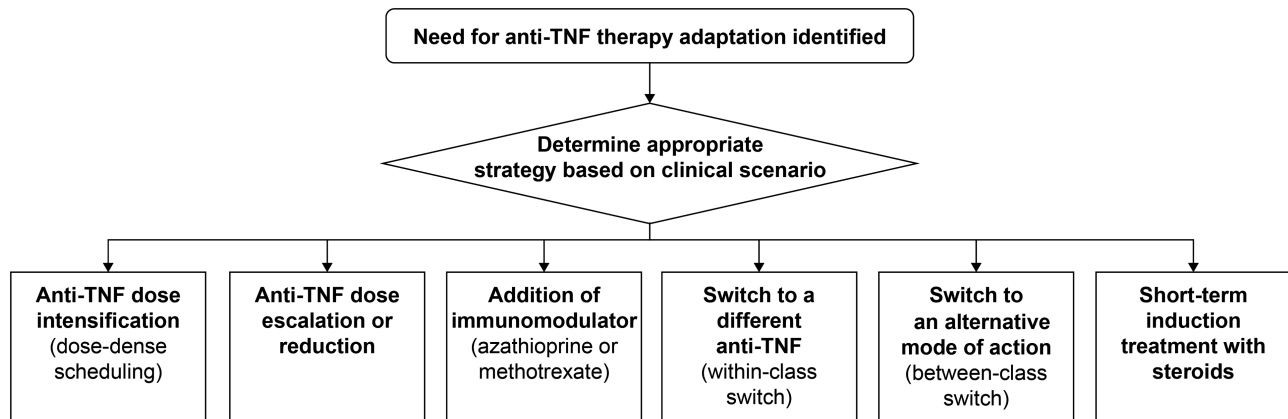 Need for anti-TNF therapy adaptation identified
Determine appropriate
strategy based on clinical scenario
Anti-TNF dose
intensification
(dose-dense
scheduling)
Anti-TNF dose
escalation or
reduction
Addition of
immunomodulator
(azathioprine or
methotrexate)
Switch to a
different
anti-TNF
(within-class
switch)
Switch to
an alternative
mode of action
(between-class
switch)
Short-term
induction
treatment with
steroids